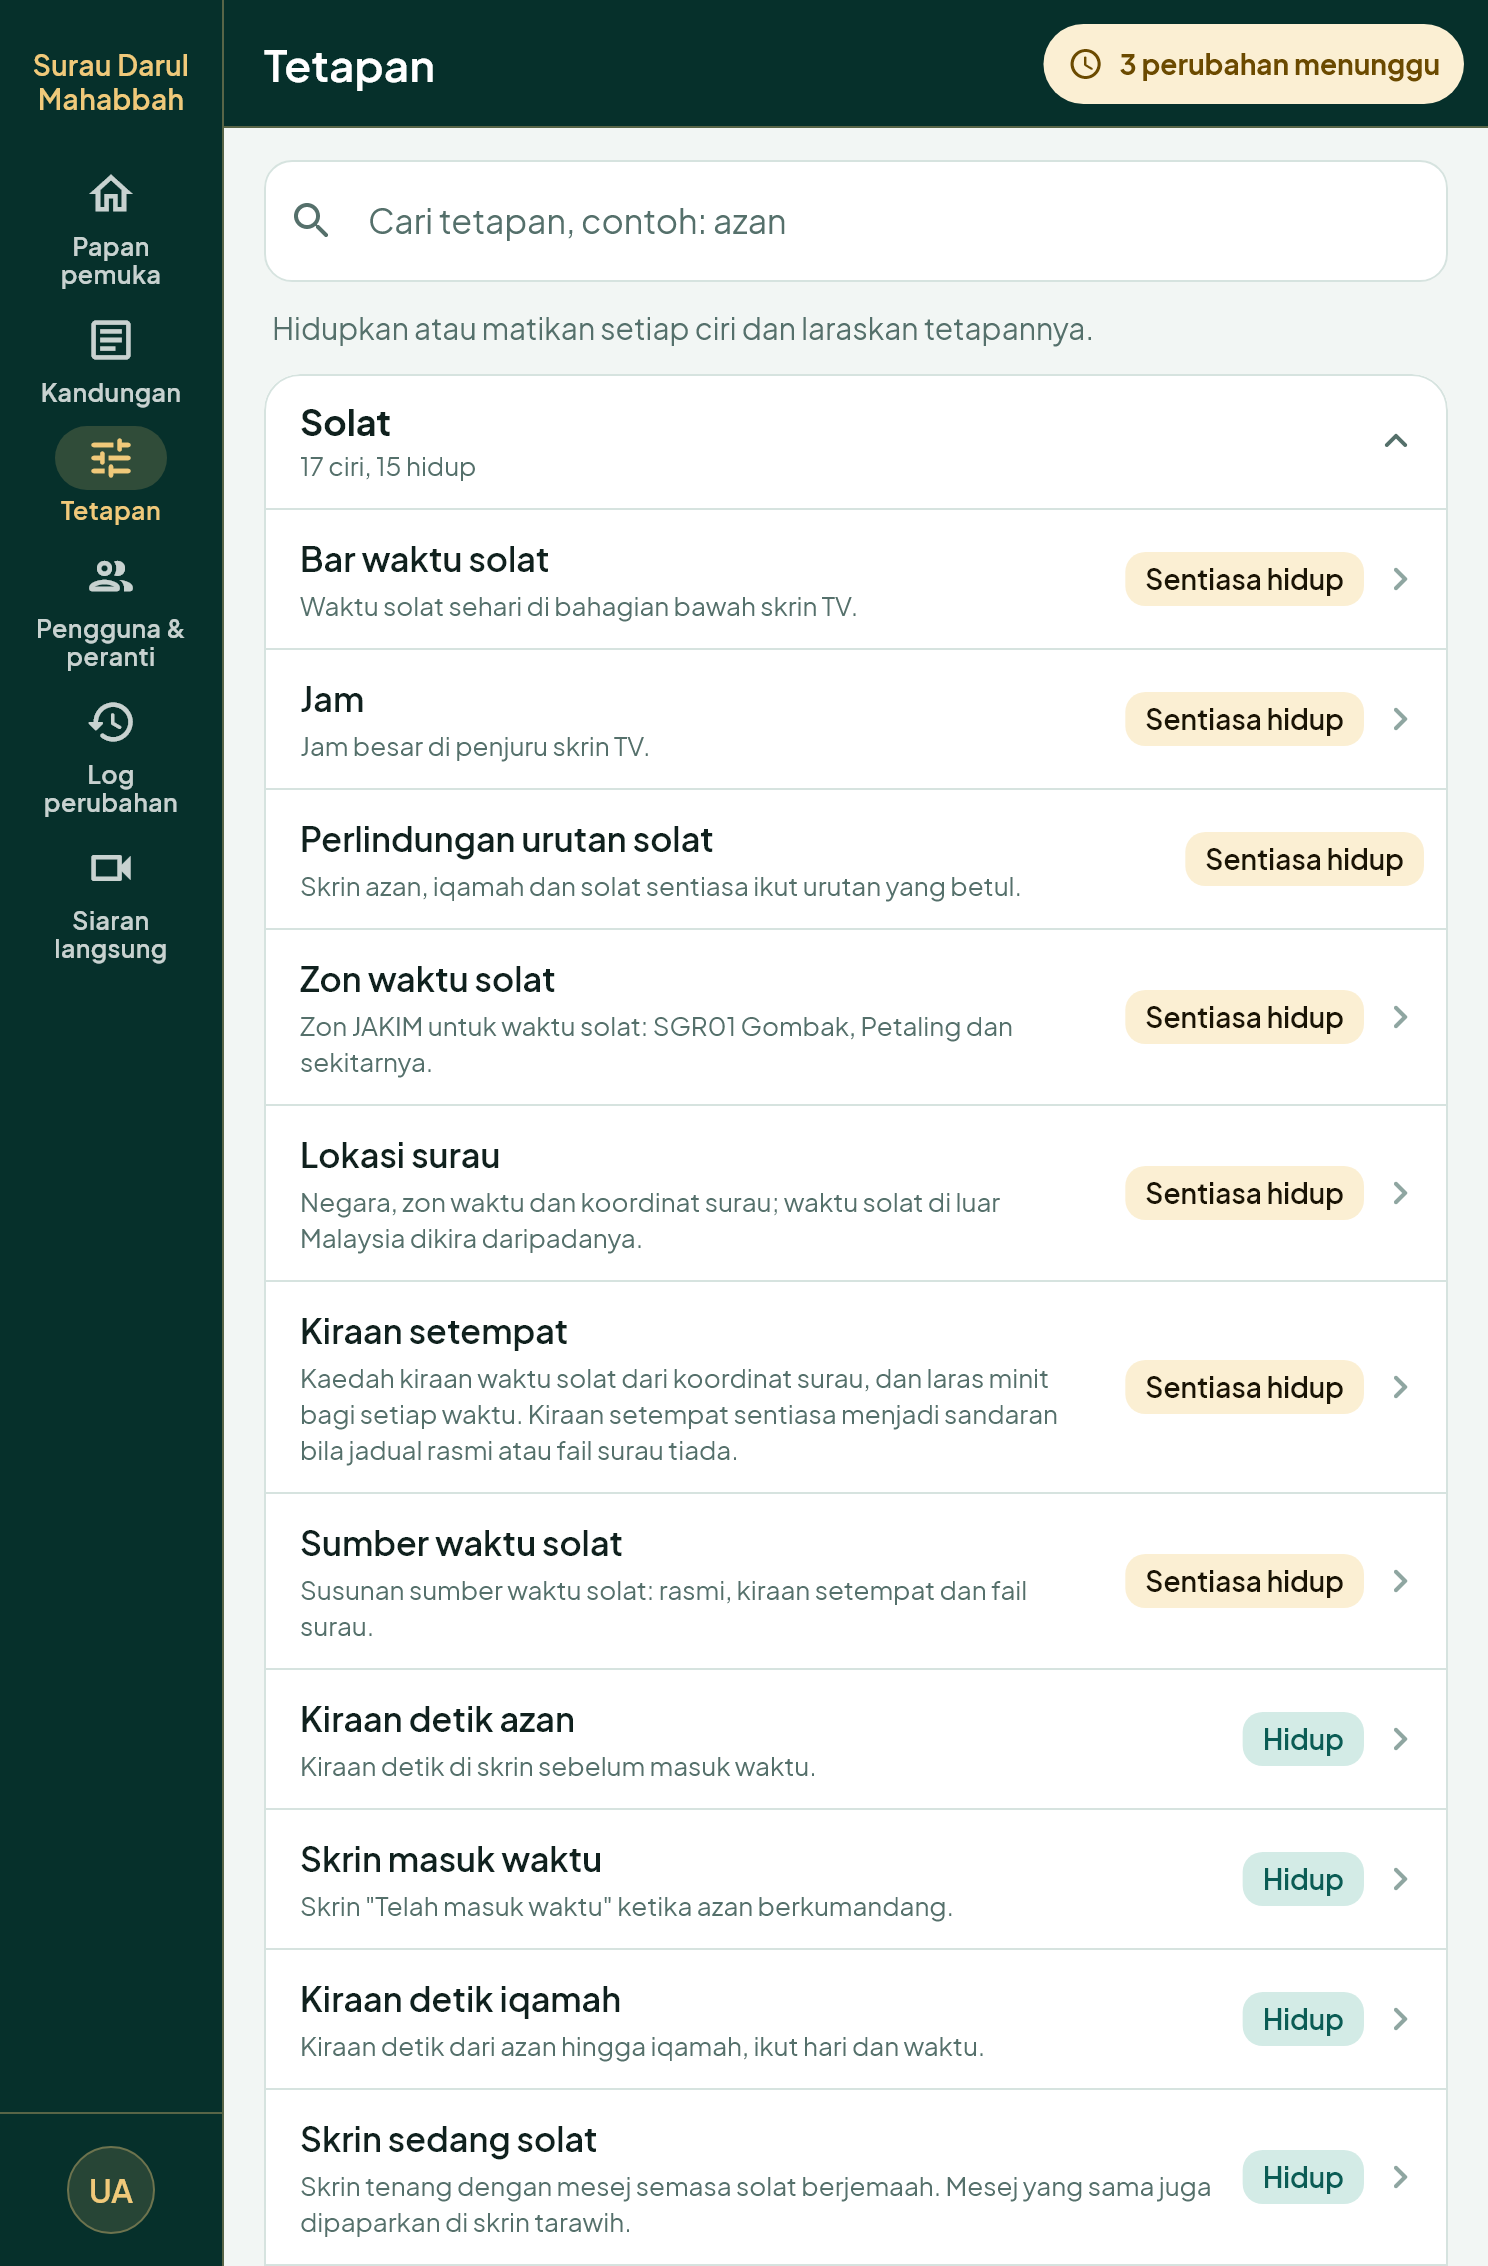 Surau Darul
Mahabbah
Papan
pemuka
Kandungan
Tetapan
Pengguna &
peranti
Log
perubahan
Siaran
langsung
UA
Tetapan
3 perubahan menunggu
Cari tetapan, contoh: azan
Hidupkan atau matikan setiap ciri dan laraskan tetapannya.
Solat
17 ciri, 15 hidup
Bar waktu solat
Waktu solat sehari di bahagian bawah skrin TV.
Sentiasa hidup
Jam
Jam besar di penjuru skrin TV.
Sentiasa hidup
Perlindungan urutan solat
Skrin azan, iqamah dan solat sentiasa ikut urutan yang betul.
Sentiasa hidup
Zon waktu solat
Zon JAKIM untuk waktu solat: SGR01 Gombak, Petaling dan
sekitarnya.
Sentiasa hidup
Lokasi surau
Negara, zon waktu dan koordinat surau; waktu solat di luar
Malaysia dikira daripadanya.
Sentiasa hidup
Kiraan setempat
Kaedah kiraan waktu solat dari koordinat surau, dan laras minit
bagi setiap waktu. Kiraan setempat sentiasa menjadi sandaran
bila jadual rasmi atau fail surau tiada.
Sentiasa hidup
Sumber waktu solat
Susunan sumber waktu solat: rasmi, kiraan setempat dan fail
surau.
Sentiasa hidup
Kiraan detik azan
Kiraan detik di skrin sebelum masuk waktu.
Hidup
Skrin masuk waktu
Skrin "Telah masuk waktu" ketika azan berkumandang.
Hidup
Kiraan detik iqamah
Kiraan detik dari azan hingga iqamah, ikut hari dan waktu.
Hidup
Skrin sedang solat
Skrin tenang dengan mesej semasa solat berjemaah. Mesej yang sama juga
dipaparkan di skrin tarawih.
Hidup